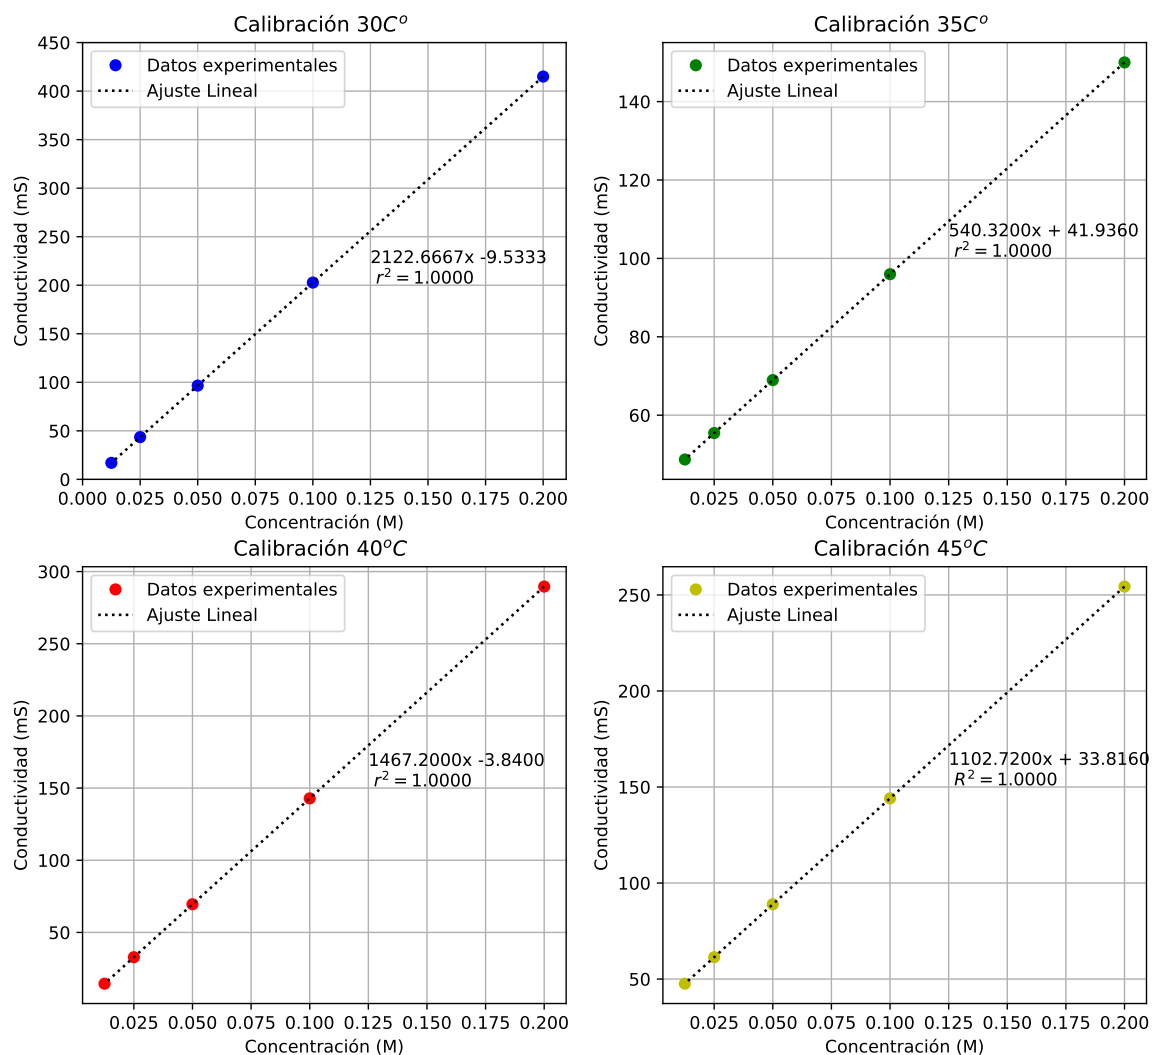 Calibración 30C°
450
400
350
300
250
200
150
100
50
0
Conductividad (mS)
Datos experimentales
Ajuste Lineal
2122.6667x -9.5333
r² = 1.0000
0.000 0.025 0.050 0.075 0.100 0.125 0.150 0.175 0.200
Concentración (M)
Calibración 35C°
140
120
100
80
60
Conductividad (mS)
Datos experimentales
Ajuste Lineal
540.3200x + 41.9360
r² = 1.0000
0.025 0.050 0.075 0.100 0.125 0.150 0.175 0.200
Concentración (M)
Calibración 40°C
300
250
200
150
100
50
Conductividad (mS)
Datos experimentales
Ajuste Lineal
1467.2000x -3.8400
r² = 1.0000
0.025 0.050 0.075 0.100 0.125 0.150 0.175 0.200
Concentración (M)
Calibración 45°C
250
200
150
100
50
Conductividad (mS)
Datos experimentales
Ajuste Lineal
1102.7200x + 33.8160
R² = 1.0000
0.025 0.050 0.075 0.100 0.125 0.150 0.175 0.200
Concentración (M)